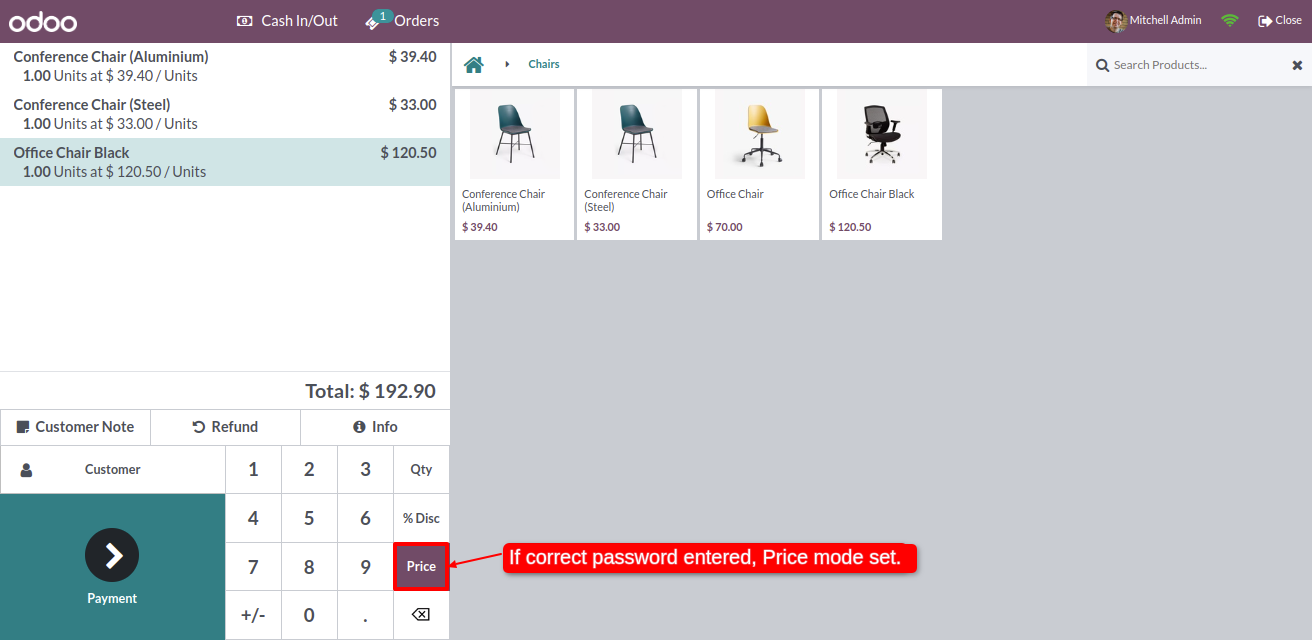 odoo
Cash In/Out
1
Orders
Mitchell Admin
Close
Conference Chair (Aluminium) $ 39.40
1.00 Units at $ 39.40 / Units
Conference Chair (Steel) $ 33.00
1.00 Units at $ 33.00 / Units
Office Chair Black $ 120.50
1.00 Units at $ 120.50 / Units
Total: $ 192.90
Customer Note
Refund
Info
Customer
1 2 3 Qty
4 5 6 % Disc
7 8 9 Price
+/- 0 .
Payment
Chairs
Search Products...
Conference Chair
(Aluminium)
$ 39.40
Conference Chair
(Steel)
$ 33.00
Office Chair
$ 70.00
Office Chair Black
$ 120.50
If correct password entered, Price mode set.